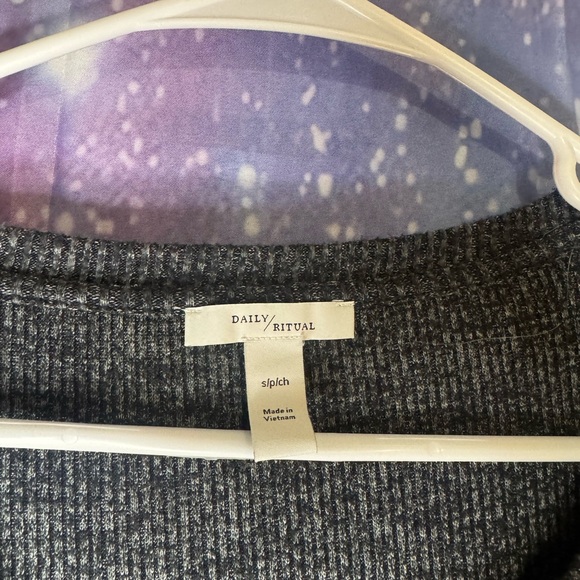 DAILY/
RITUAL
s/p/ch
Made in
Vietnam